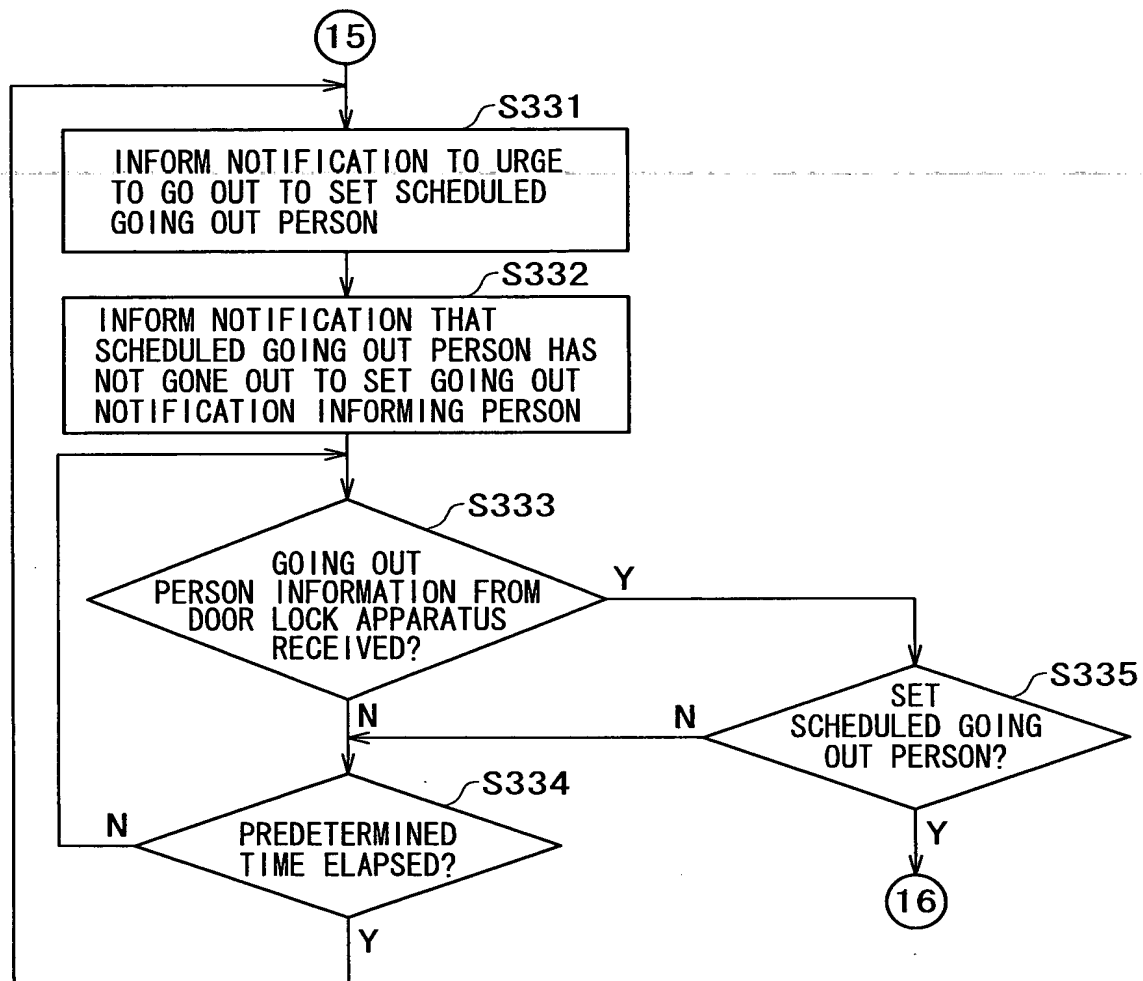 15
S331
INFORM NOTIFICATION TO URGE
TO GO OUT TO SET SCHEDULED
GOING OUT PERSON
S332
INFORM NOTIFICATION THAT
SCHEDULED GOING OUT PERSON HAS
NOT GONE OUT TO SET GOING OUT
NOTIFICATION INFORMING PERSON
S333
GOING OUT
PERSON INFORMATION FROM
DOOR LOCK APPARATUS
RECEIVED?
Y
N
S335
SET
SCHEDULED GOING
OUT PERSON?
N
Y
16
S334
PREDETERMINED
TIME ELAPSED?
N
Y